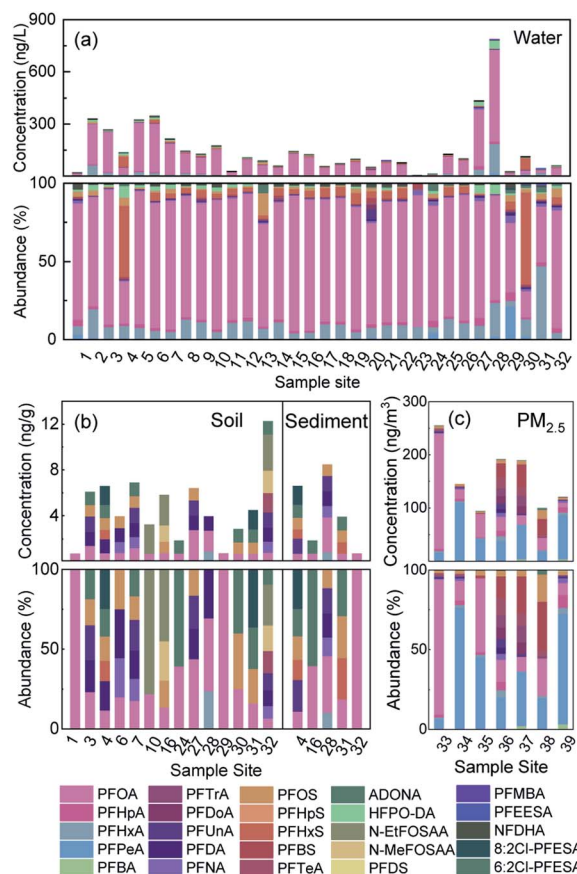 (a) Water
Concentration (ng/L)
900
600
300
Abundance (%)
100
50
0
1 2 3 4 5 6 7 8 9 10 11 12 13 14 15 16 17 18 19 20 21 22 23 24 25 26 27 28 29 30 31 32
Sample site
(b) Soil Sediment
Concentration (ng/g)
12
8
4
0
Abundance (%)
100
50
0
1 3 4 6 7 10 16 24 27 28 29 30 31 32 4 16 28 31 32
Sample Site
(c) PM2.5
Concentration (ng/m³)
300
200
100
0
Abundance (%)
100
50
0
33 34 35 36 37 38 39
Sample Site
PFOA PFTrA PFOS ADONA PFMBA
PFHpA PFDoA PFHpS HFPO-DA PFEESA
PFHxA PFUnA PFHxS N-EtFOSAA NFDHA
PFPeA PFDA PFBS N-MeFOSAA 8:2Cl-PFESA
PFBA PFNA PFTeA PFDS 6:2Cl-PFESA